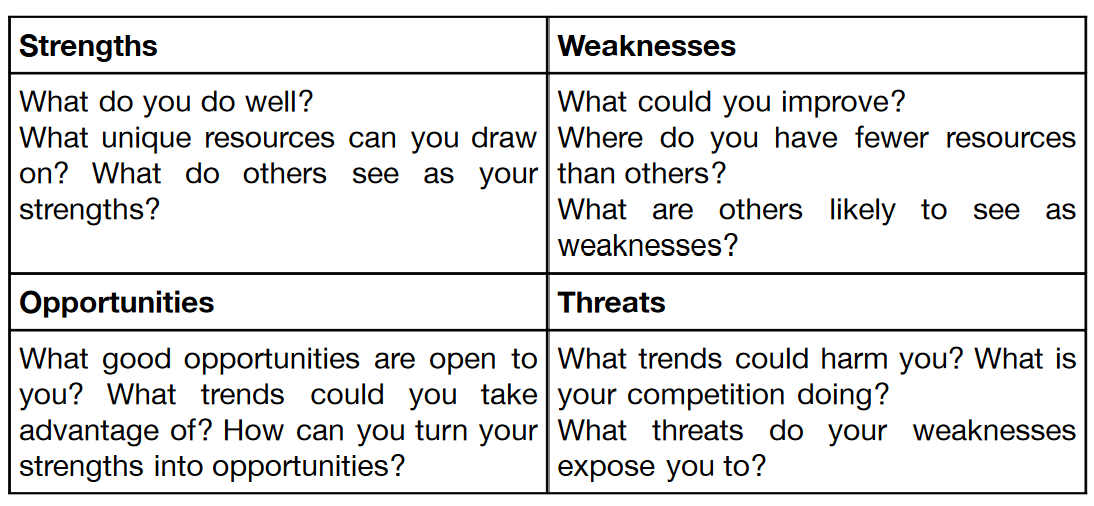 Strengths
What do you do well?
What unique resources can you draw
on? What do others see as your
strengths?
Weaknesses
What could you improve?
Where do you have fewer resources
than others?
What are others likely to see as
weaknesses?
Opportunities
What good opportunities are open to
you? What trends could you take
advantage of? How can you turn your
strengths into opportunities?
Threats
What trends could harm you? What is
your competition doing?
What threats do your weaknesses
expose you to?